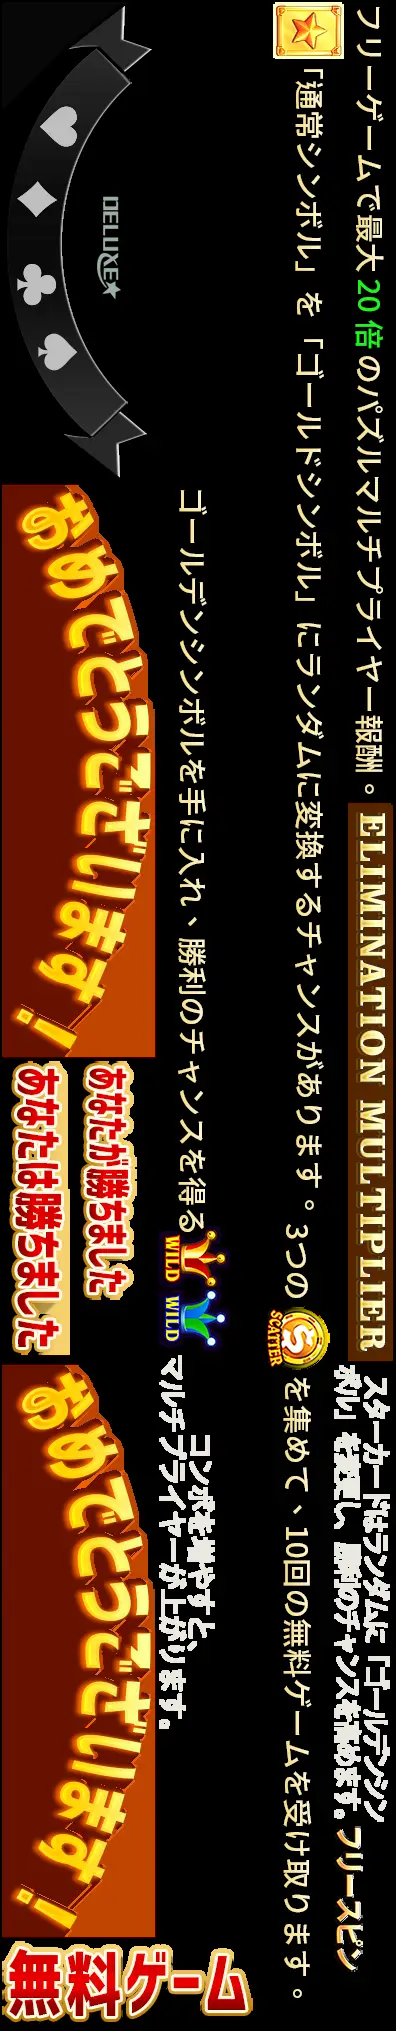 フリーゲームで最大 20 倍 のパズルマルチプライヤー報酬。
ELIMINATION MULTIPLIER
「通常シンボル」を「ゴールドシンボル」にランダムに変換するチャンスがあります。
3つの
SCATTER
を集めて、10回の無料ゲームを受け取ります。
スターカードはランダムに「ゴールデンシン
ボル」を変更し、勝利のチャンスを高めます。
フリースピン
DELUXE
ゴールデンシンボルを手に入れ、勝利のチャンスを得る
WILD
WILD
コンボを増やすと、
マルチプライヤーが上がります。
おめでとうございます!
あなたが勝ちました
あなたは勝ちました
おめでとうございます!
無料ゲーム